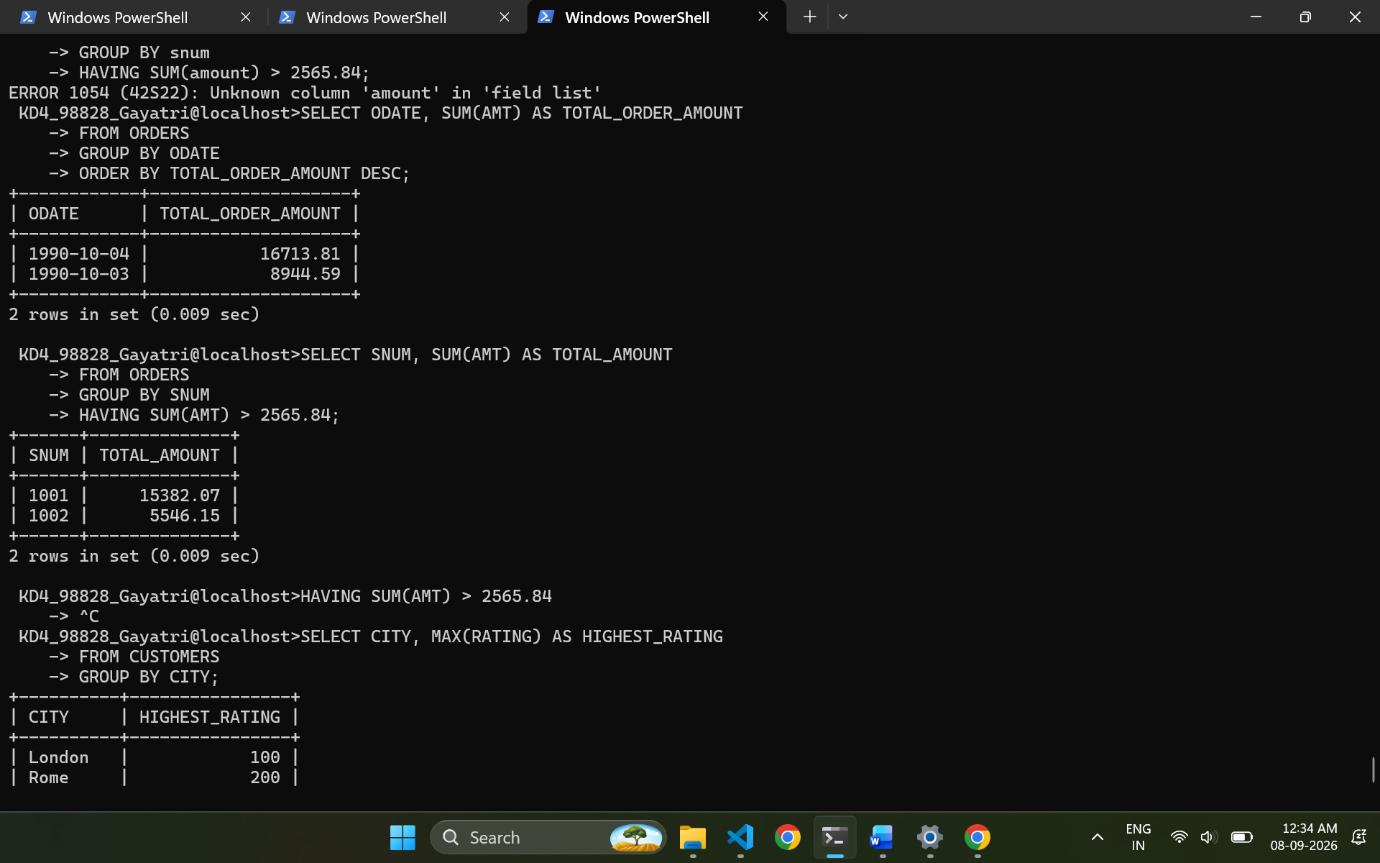 Windows PowerShell
Windows PowerShell
Windows PowerShell
    -> GROUP BY snum
    -> HAVING SUM(amount) > 2565.84;
ERROR 1054 (42S22): Unknown column 'amount' in 'field list'
 KD4_98828_Gayatri@localhost>SELECT ODATE, SUM(AMT) AS TOTAL_ORDER_AMOUNT
    -> FROM ORDERS
    -> GROUP BY ODATE
    -> ORDER BY TOTAL_ORDER_AMOUNT DESC;
+------------+--------------------+
| ODATE      | TOTAL_ORDER_AMOUNT |
+------------+--------------------+
| 1990-10-04 |           16713.81 |
| 1990-10-03 |            8944.59 |
+------------+--------------------+
2 rows in set (0.009 sec)
 KD4_98828_Gayatri@localhost>SELECT SNUM, SUM(AMT) AS TOTAL_AMOUNT
    -> FROM ORDERS
    -> GROUP BY SNUM
    -> HAVING SUM(AMT) > 2565.84;
+------+--------------+
| SNUM | TOTAL_AMOUNT |
+------+--------------+
| 1001 |     15382.07 |
| 1002 |      5546.15 |
+------+--------------+
2 rows in set (0.009 sec)
 KD4_98828_Gayatri@localhost>HAVING SUM(AMT) > 2565.84
    -> ^C
 KD4_98828_Gayatri@localhost>SELECT CITY, MAX(RATING) AS HIGHEST_RATING
    -> FROM CUSTOMERS
    -> GROUP BY CITY;
+----------+----------------+
| CITY     | HIGHEST_RATING |
+----------+----------------+
| London   |            100 |
| Rome     |            200 |
Search
ENG
IN
12:34 AM
08-09-2026